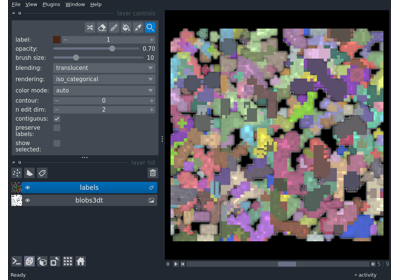 File View Plugins Window Help
layer controls
label: 1
opacity: 0.70
brush size: 10
blending: translucent
rendering: iso_categorical
color mode: auto
contour: 0
n edit dim: 2
contiguous:
preserve
labels:
show
selected:
layer list
labels
blobs3dt
Ready
activity